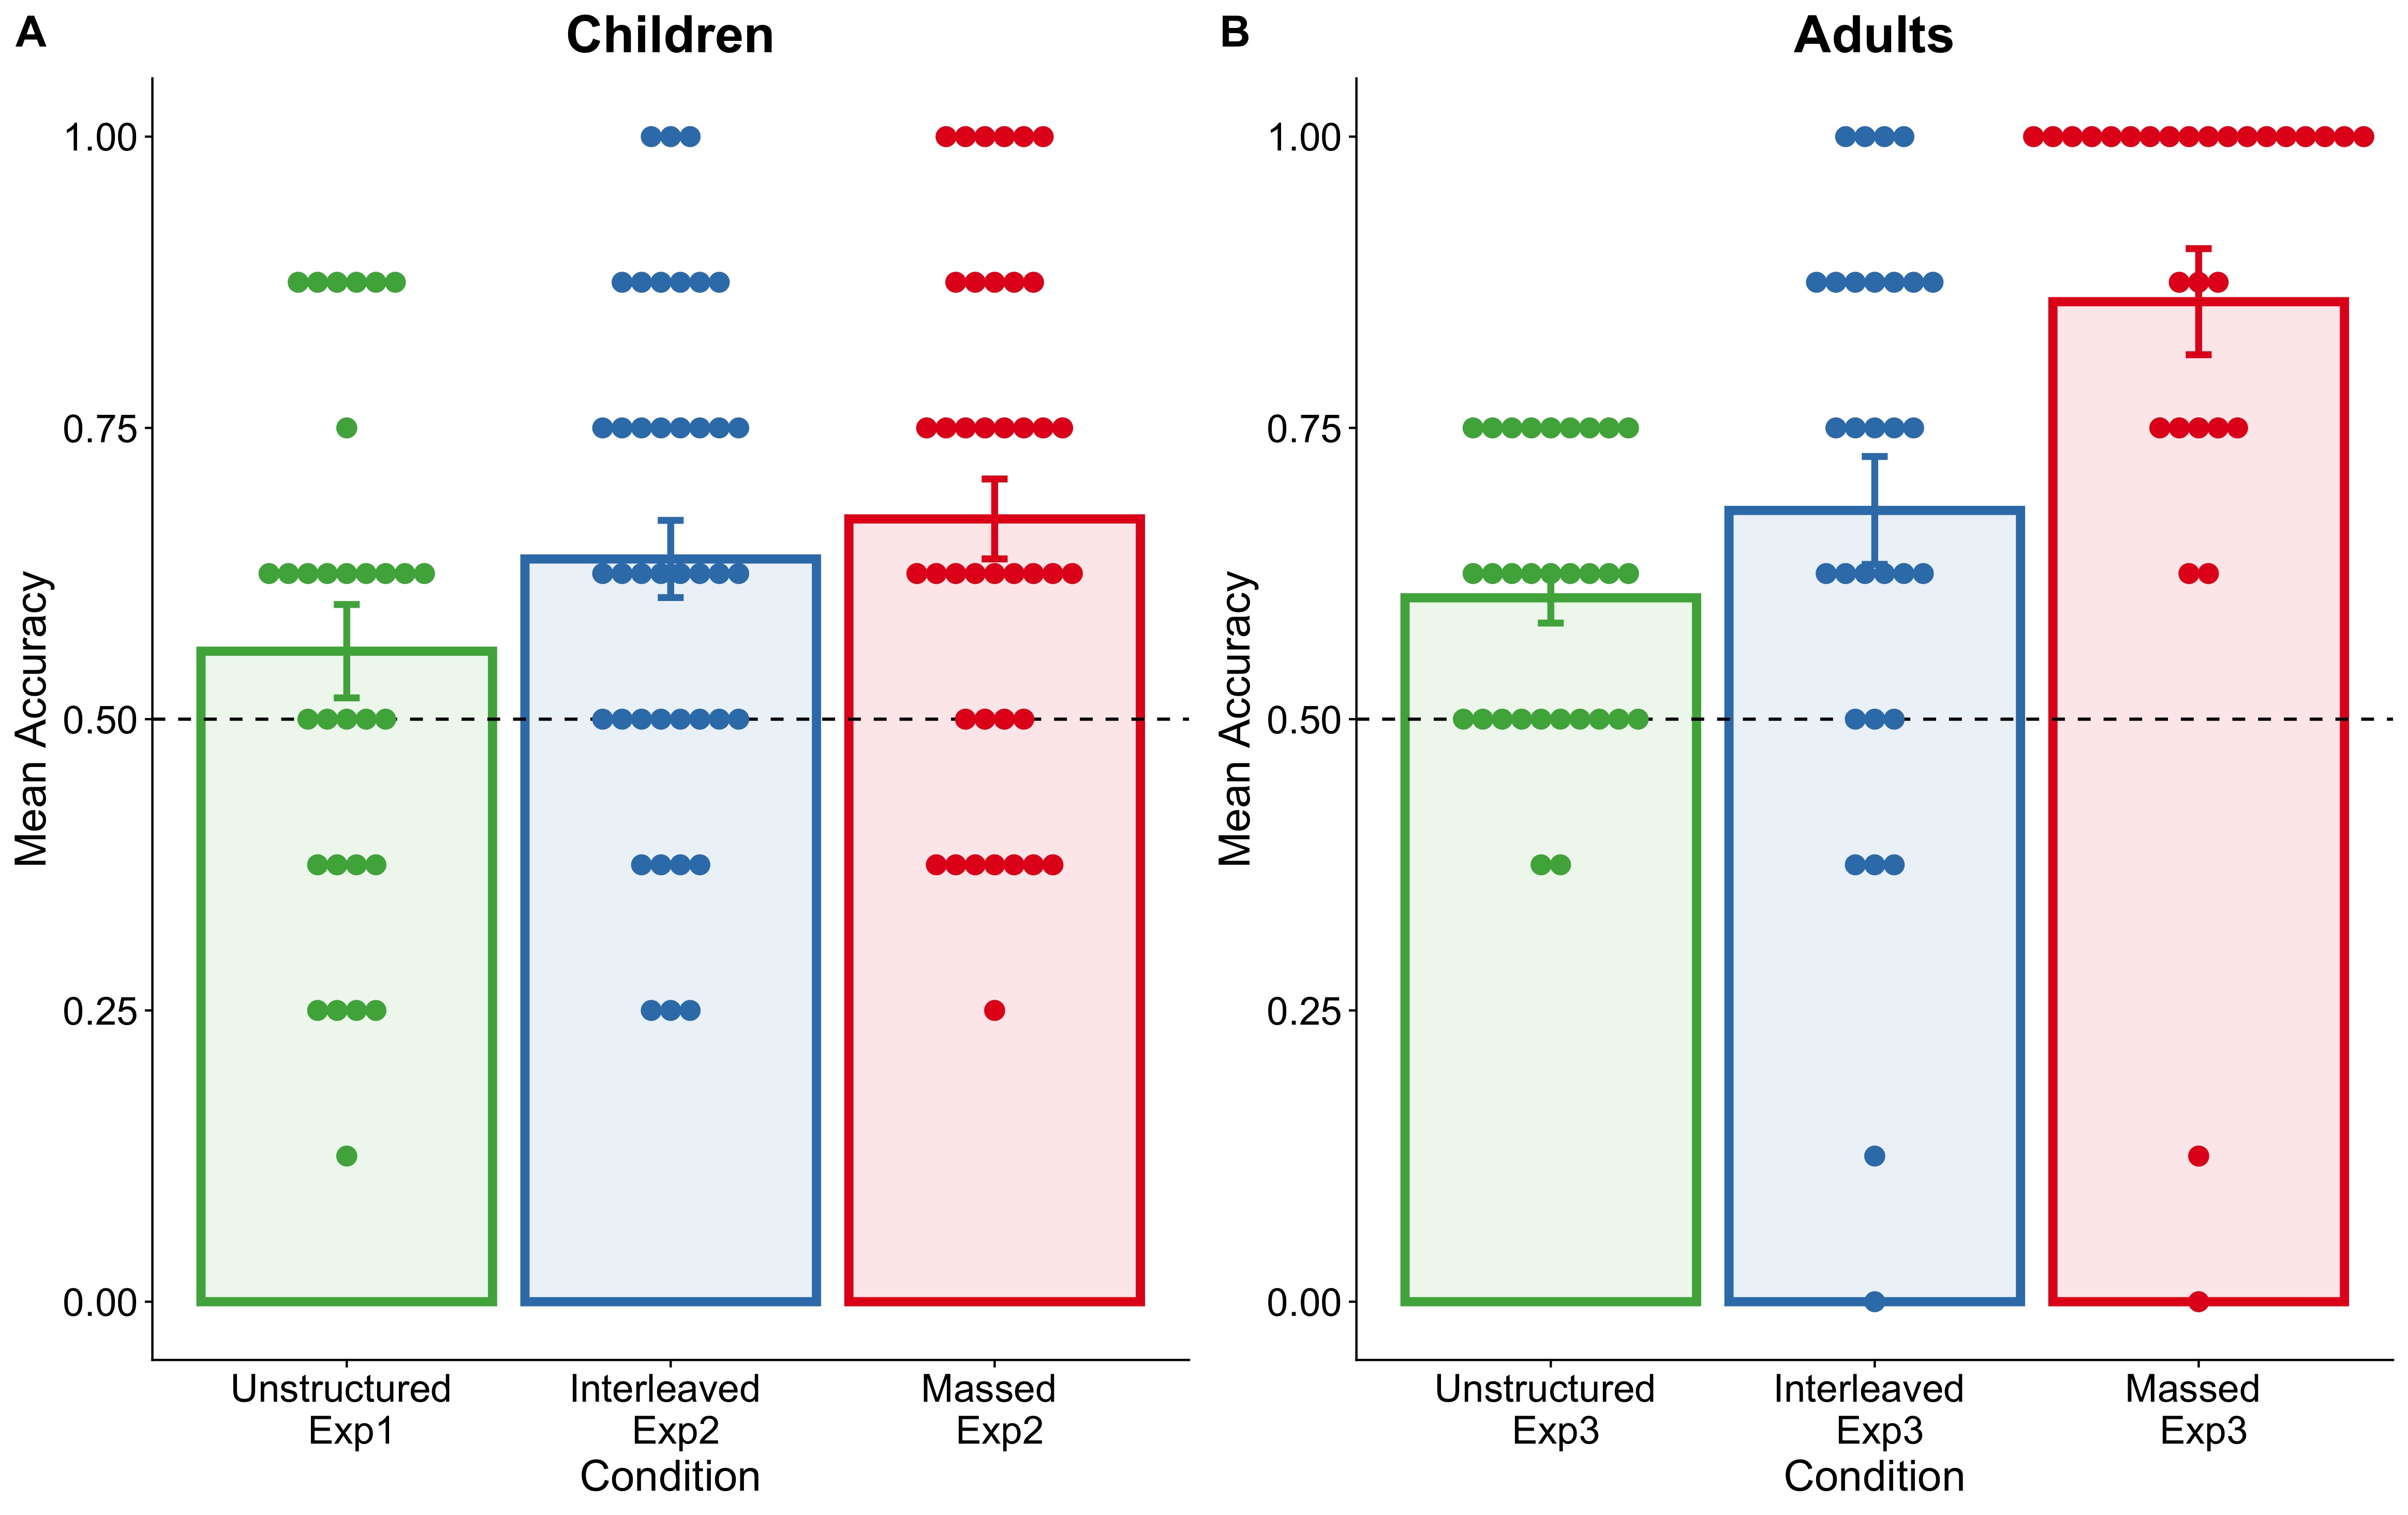 A
Children
Mean Accuracy
1.00
0.75
0.50
0.25
0.00
Unstructured
Exp1
Interleaved
Exp2
Massed
Exp2
Condition
B
Adults
Mean Accuracy
1.00
0.75
0.50
0.25
0.00
Unstructured
Exp3
Interleaved
Exp3
Massed
Exp3
Condition